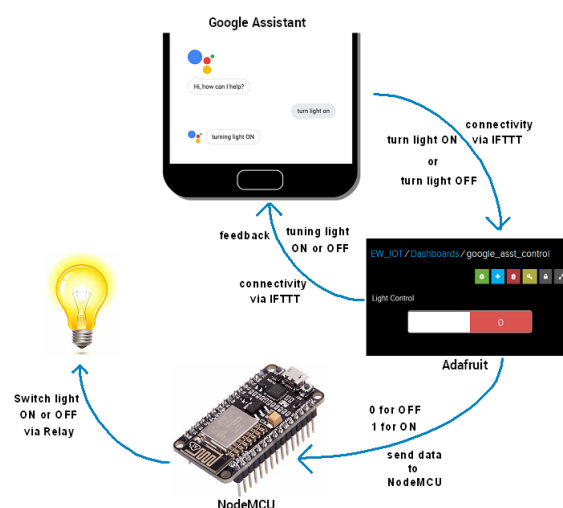 Google Assistant
Hi, how can I help?
turn light on
turning light ON
connectivity
via IFTTT
turn light ON
or
turn light OFF
feedback
tuning light
ON or OFF
connectivity
via IFTTT
EW_IOT/Dashboards/google_asst_control
Light Control
0
Adafruit
0 for OFF
1 for ON
send data
to
NodeMCU
Switch light
ON or OFF
via Relay
NodeMCU